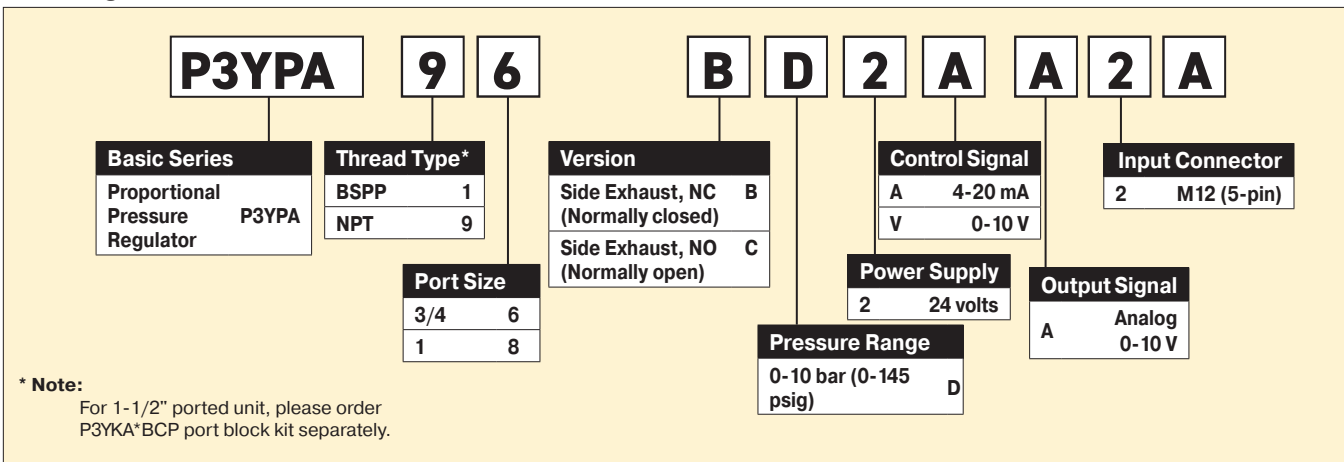 P3YPA 9 6 B D 2 A A 2 A
Basic Series
Proportional
Pressure P3YPA
Regulator
Thread Type*
BSPP 1
NPT 9
Port Size
3/4 6
1 8
Version
Side Exhaust, NC B
(Normally closed)
Side Exhaust, NO C
(Normally open)
Pressure Range
0-10 bar (0-145 D
psig)
Power Supply
2 24 volts
Control Signal
A 4-20 mA
V 0-10 V
Output Signal
A Analog
0-10 V
Input Connector
2 M12 (5-pin)
* Note:
For 1-1/2" ported unit, please order
P3YKA*BCP port block kit separately.